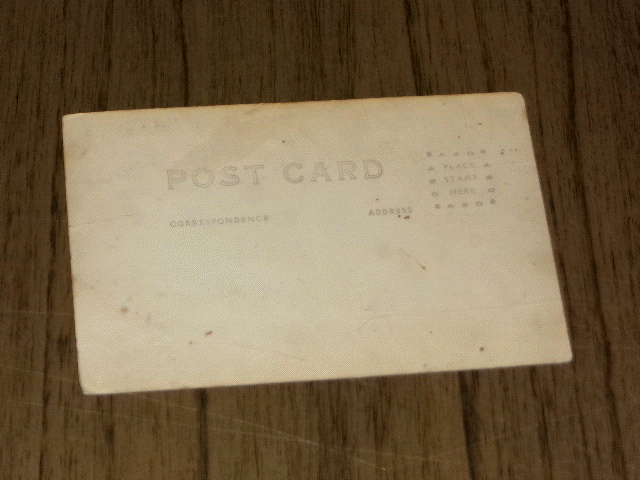 POST CARD
CORRESPONDENCE
ADDRESS
PLACE
STAMP
HERE